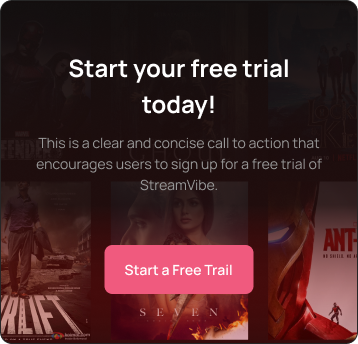 Start your free trial
today!
This is a clear and concise call to action that
encourages users to sign up for a free trial of
StreamVibe.
Start a Free Trail
ANT-
SEVEN